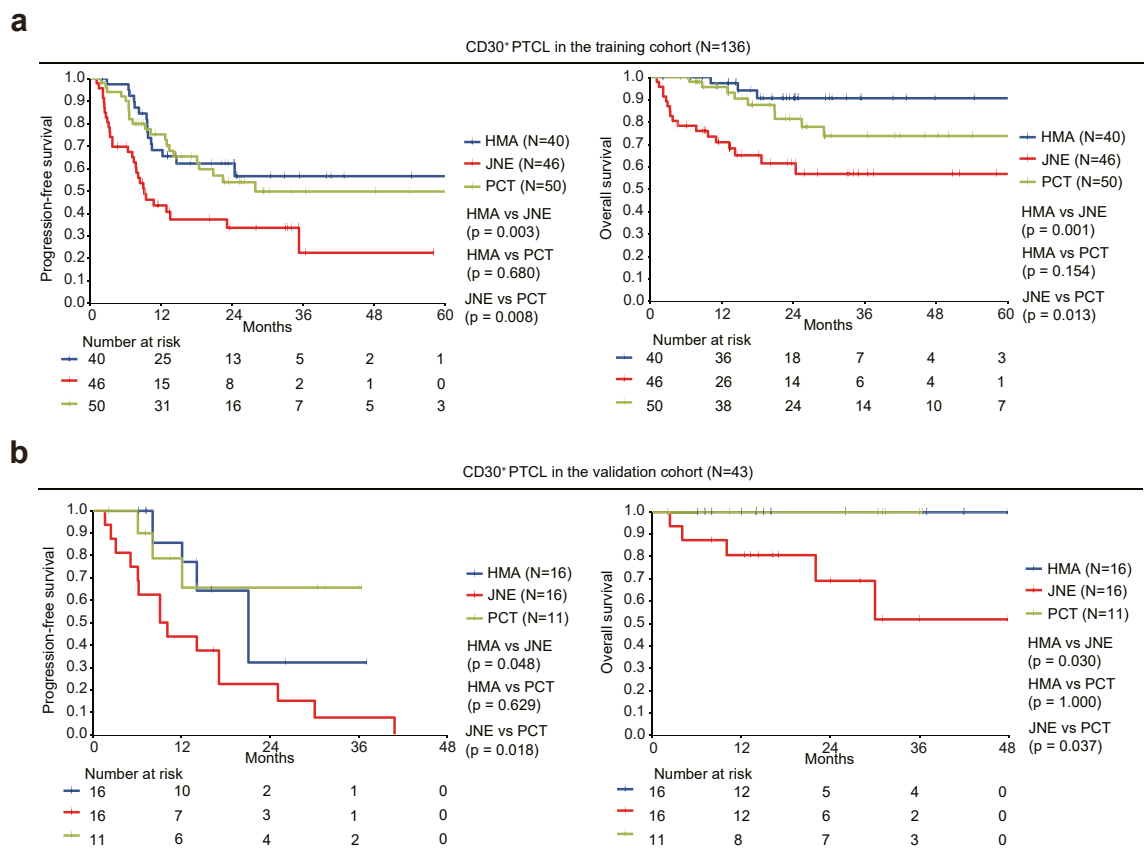 a
CD30⁺ PTCL in the training cohort (N=136)
Progression-free survival
1.0
0.9
0.8
0.7
0.6
0.5
0.4
0.3
0.2
0.1
0.0
0 12 24 36 48 60
Months
HMA (N=40)
JNE (N=46)
PCT (N=50)
HMA vs JNE
(p = 0.003)
HMA vs PCT
(p = 0.680)
JNE vs PCT
(p = 0.008)
Number at risk
40 25 13 5 2 1
46 15 8 2 1 0
50 31 16 7 5 3
Overall survival
1.0
0.9
0.8
0.7
0.6
0.5
0.4
0.3
0.2
0.1
0.0
0 12 24 36 48 60
Months
HMA (N=40)
JNE (N=46)
PCT (N=50)
HMA vs JNE
(p = 0.001)
HMA vs PCT
(p = 0.154)
JNE vs PCT
(p = 0.013)
Number at risk
40 36 18 7 4 3
46 26 14 6 4 1
50 38 24 14 10 7
b
CD30⁺ PTCL in the validation cohort (N=43)
Progression-free survival
1.0
0.9
0.8
0.7
0.6
0.5
0.4
0.3
0.2
0.1
0.0
0 12 24 36 48
Months
HMA (N=16)
JNE (N=16)
PCT (N=11)
HMA vs JNE
(p = 0.048)
HMA vs PCT
(p = 0.629)
JNE vs PCT
(p = 0.018)
Number at risk
16 10 2 1 0
16 7 3 1 0
11 6 4 2 0
Overall survival
1.0
0.9
0.8
0.7
0.6
0.5
0.4
0.3
0.2
0.1
0.0
0 12 24 36 48
Months
HMA (N=16)
JNE (N=16)
PCT (N=11)
HMA vs JNE
(p = 0.030)
HMA vs PCT
(p = 1.000)
JNE vs PCT
(p = 0.037)
Number at risk
16 12 5 4 0
16 12 6 2 0
11 8 7 3 0